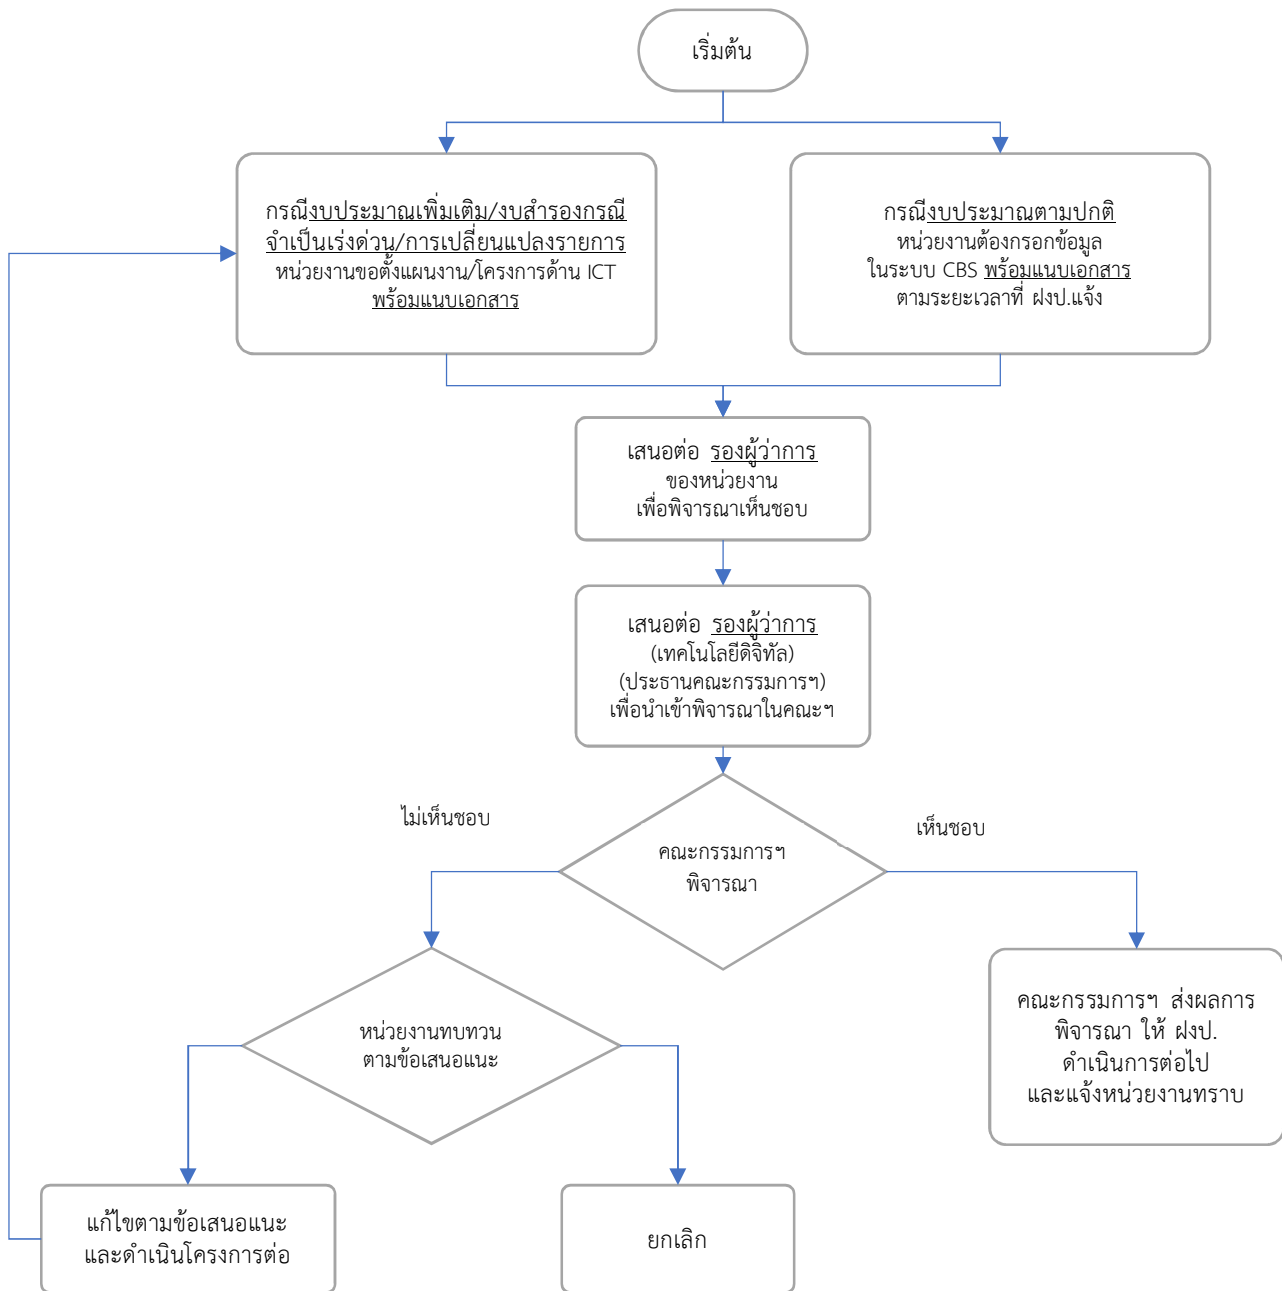 เริ่มต้น
กรณีงบประมาณเพิ่มเติม/งบสำรองกรณี
จำเป็นเร่งด่วน/การเปลี่ยนแปลงรายการ
หน่วยงานขอตั้งแผนงาน/โครงการด้าน ICT
พร้อมแนบเอกสาร
กรณีงบประมาณตามปกติ
หน่วยงานต้องกรอกข้อมูล
ในระบบ CBS พร้อมแนบเอกสาร
ตามระยะเวลาที่ ฝงป.แจ้ง
เสนอต่อ รองผู้ว่าการ
ของหน่วยงาน
เพื่อพิจารณาเห็นชอบ
เสนอต่อ รองผู้ว่าการ
(เทคโนโลยีดิจิทัล)
(ประธานคณะกรรมการฯ)
เพื่อนำเข้าพิจารณาในคณะฯ
ไม่เห็นชอบ
เห็นชอบ
คณะกรรมการฯ
พิจารณา
หน่วยงานทบทวน
ตามข้อเสนอแนะ
คณะกรรมการฯ ส่งผลการ
พิจารณา ให้ ฝงป.
ดำเนินการต่อไป
และแจ้งหน่วยงานทราบ
แก้ไขตามข้อเสนอแนะ
และดำเนินโครงการต่อ
ยกเลิก